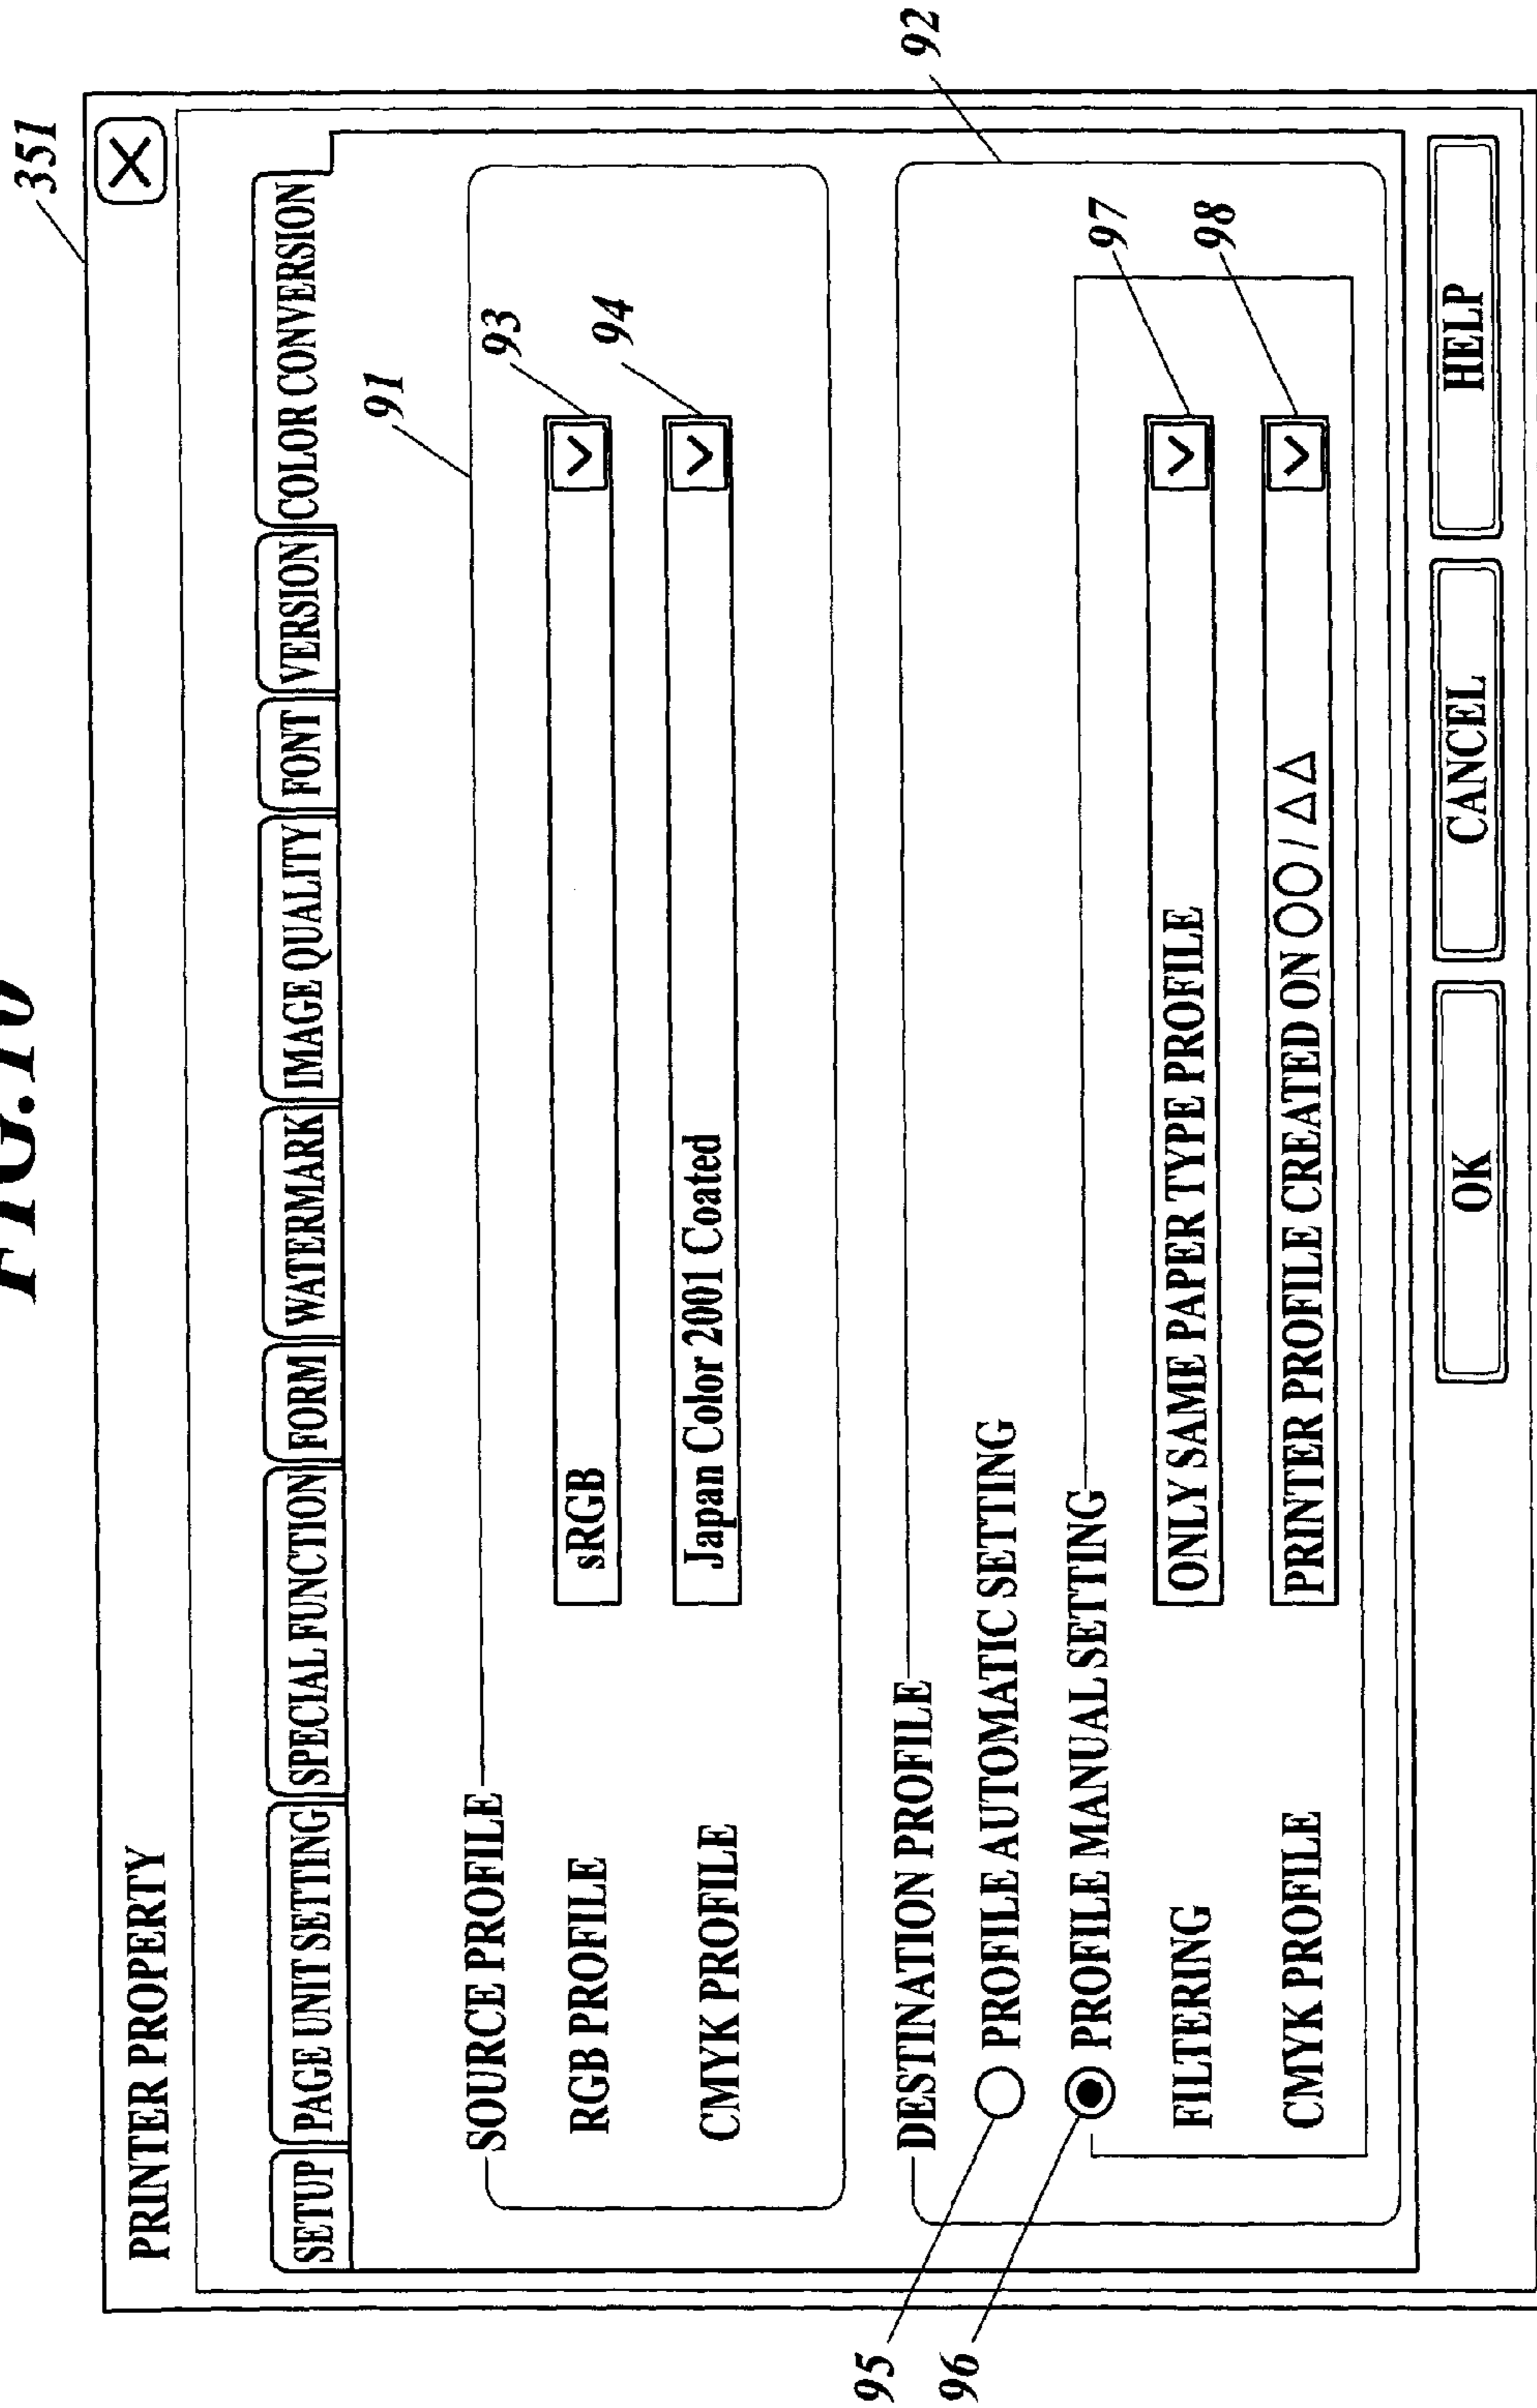 351
PRINTER PROPERTY
X
SETUP PAGE UNIT SETTING SPECIAL FUNCTION FORM WATERMARK IMAGE QUALITY FONT VERSION COLOR CONVERSION
91
SOURCE PROFILE
RGB PROFILE sRGB 93
CMYK PROFILE Japan Color 2001 Coated 94
92
DESTINATION PROFILE
95 PROFILE AUTOMATIC SETTING
96 PROFILE MANUAL SETTING
FILTERING ONLY SAME PAPER TYPE PROFILE 97
CMYK PROFILE PRINTER PROFILE CREATED ON ○○/△△ 98
OK CANCEL HELP